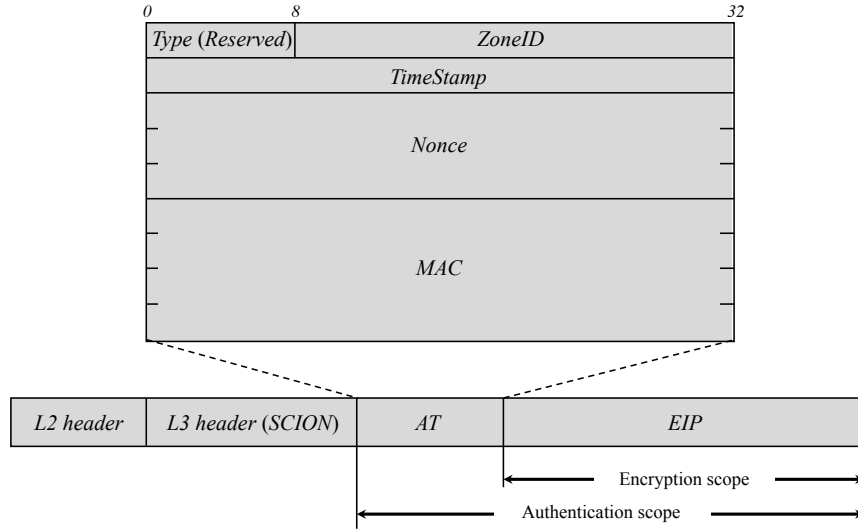 0 8 32
Type (Reserved) ZoneID
TimeStamp
Nonce
MAC
L2 header L3 header (SCION) AT EIP
Encryption scope
Authentication scope